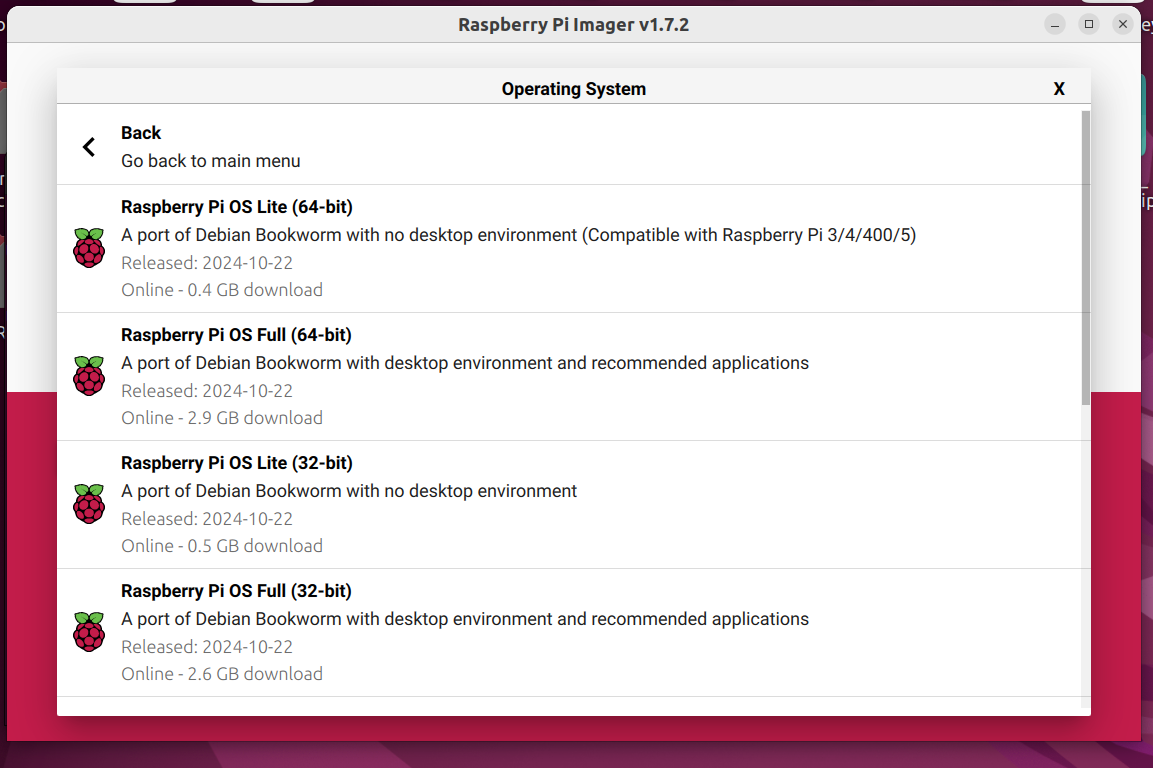 Raspberry Pi Imager v1.7.2
Operating System
X
Back
Go back to main menu
Raspberry Pi OS Lite (64-bit)
A port of Debian Bookworm with no desktop environment (Compatible with Raspberry Pi 3/4/400/5)
Released: 2024-10-22
Online - 0.4 GB download
Raspberry Pi OS Full (64-bit)
A port of Debian Bookworm with desktop environment and recommended applications
Released: 2024-10-22
Online - 2.9 GB download
Raspberry Pi OS Lite (32-bit)
A port of Debian Bookworm with no desktop environment
Released: 2024-10-22
Online - 0.5 GB download
Raspberry Pi OS Full (32-bit)
A port of Debian Bookworm with desktop environment and recommended applications
Released: 2024-10-22
Online - 2.6 GB download